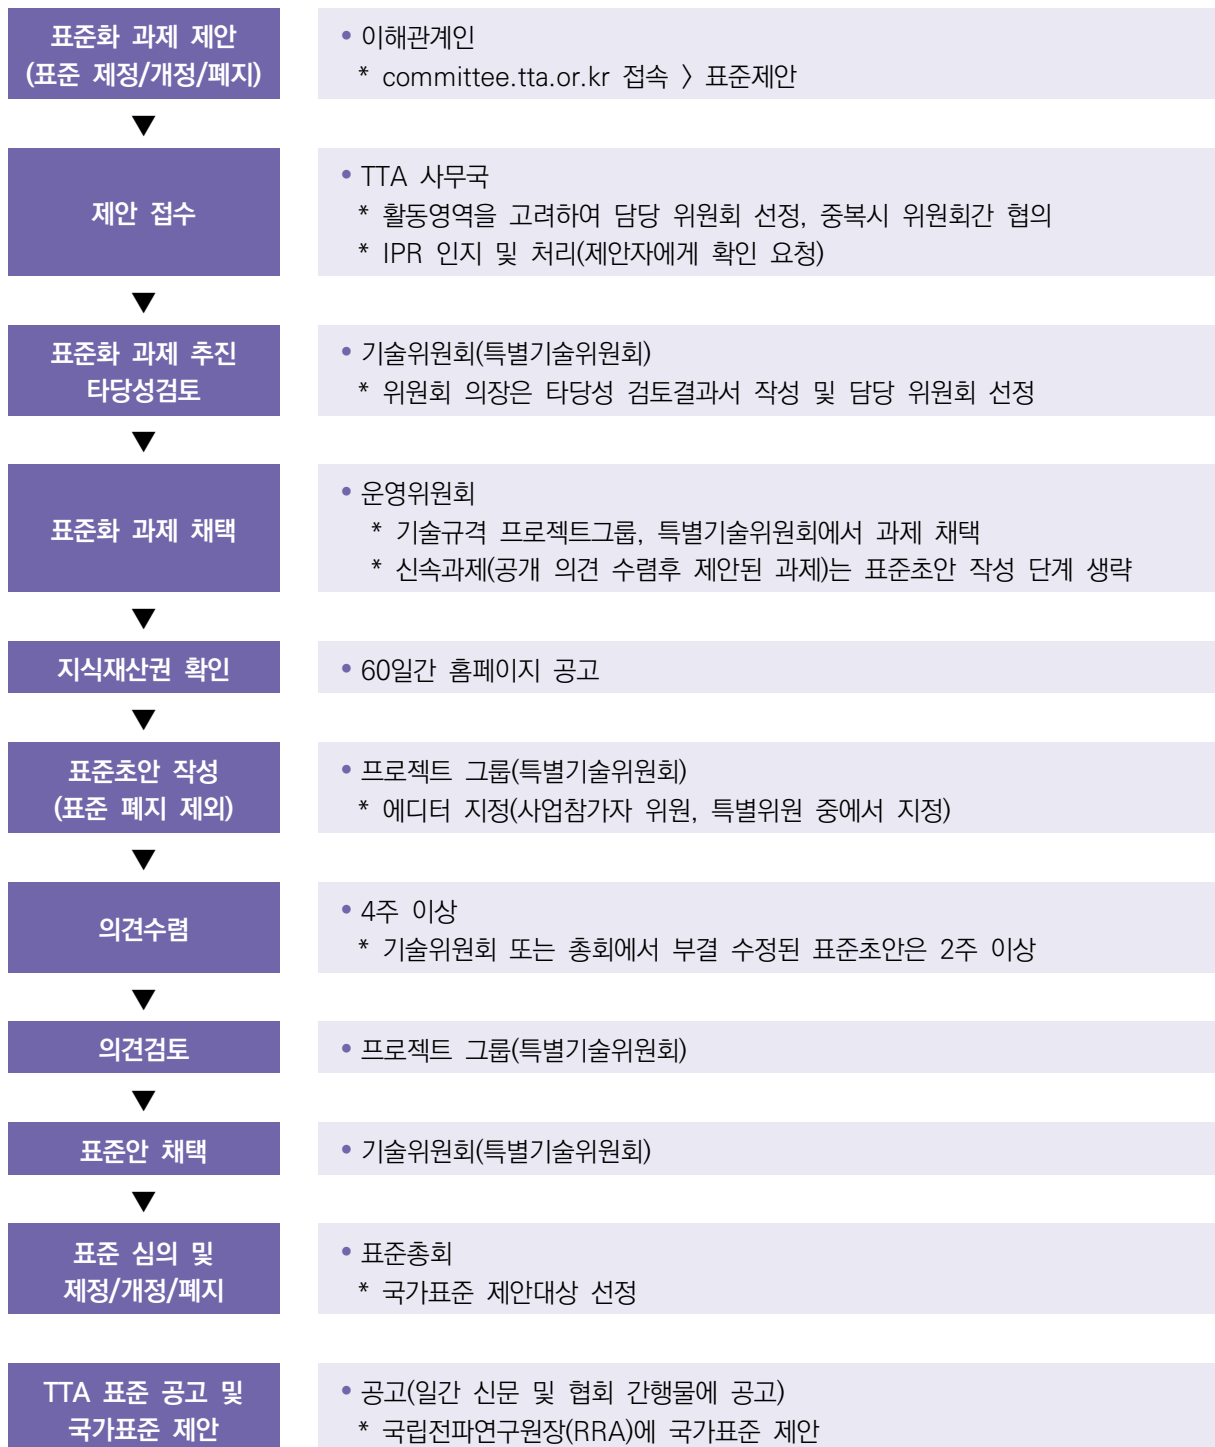 표준화 과제 제안
(표준 제정/개정/폐지)
• 이해관계인
* committee.tta.or.kr 접속 〉 표준제안
▼
제안 접수
• TTA 사무국
* 활동영역을 고려하여 담당 위원회 선정, 중복시 위원회간 협의
* IPR 인지 및 처리(제안자에게 확인 요청)
▼
표준화 과제 추진
타당성검토
• 기술위원회(특별기술위원회)
* 위원회 의장은 타당성 검토결과서 작성 및 담당 위원회 선정
▼
표준화 과제 채택
• 운영위원회
* 기술규격 프로젝트그룹, 특별기술위원회에서 과제 채택
* 신속과제(공개 의견 수렴후 제안된 과제)는 표준초안 작성 단계 생략
▼
지식재산권 확인
• 60일간 홈페이지 공고
▼
표준초안 작성
(표준 폐지 제외)
• 프로젝트 그룹(특별기술위원회)
* 에디터 지정(사업참가자 위원, 특별위원 중에서 지정)
▼
의견수렴
• 4주 이상
* 기술위원회 또는 총회에서 부결 수정된 표준초안은 2주 이상
▼
의견검토
• 프로젝트 그룹(특별기술위원회)
▼
표준안 채택
• 기술위원회(특별기술위원회)
▼
표준 심의 및
제정/개정/폐지
• 표준총회
* 국가표준 제안대상 선정
TTA 표준 공고 및
국가표준 제안
• 공고(일간 신문 및 협회 간행물에 공고)
* 국립전파연구원장(RRA)에 국가표준 제안